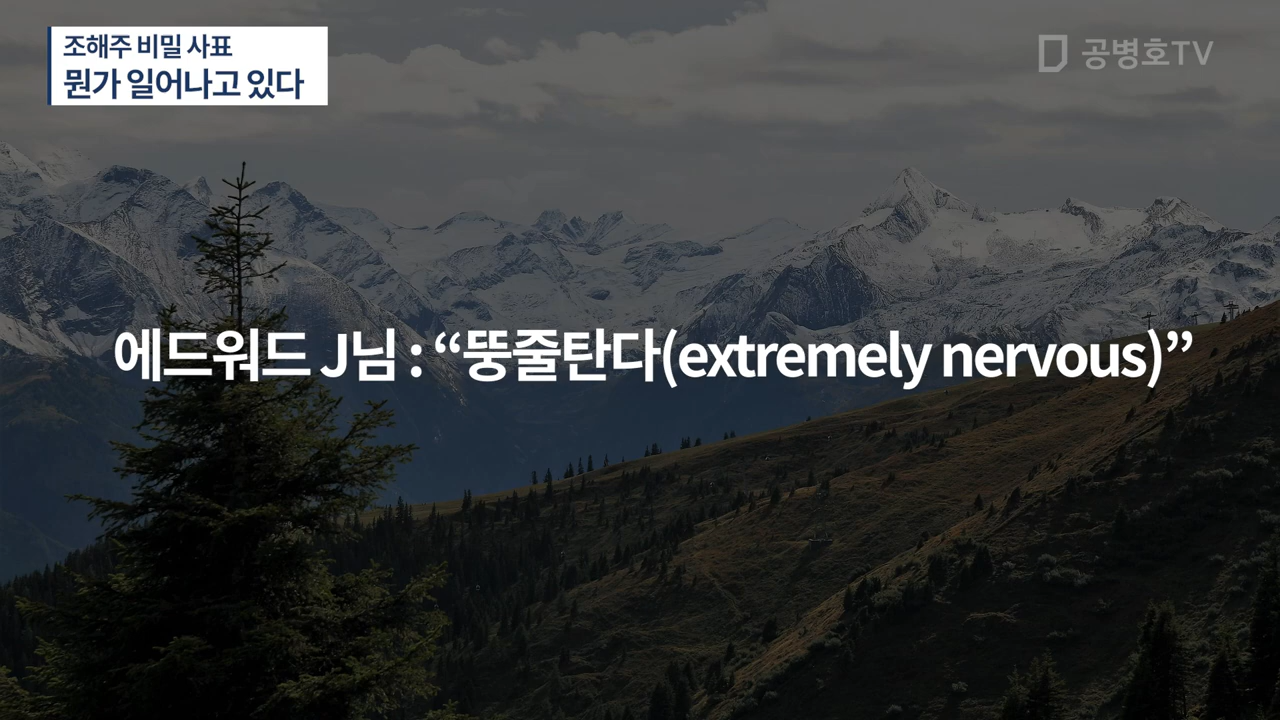 조해주 비밀 사표
뭔가 일어나고 있다
공병호TV
에드워드 J님 : “뚱줄탄다(extremely nervous)”